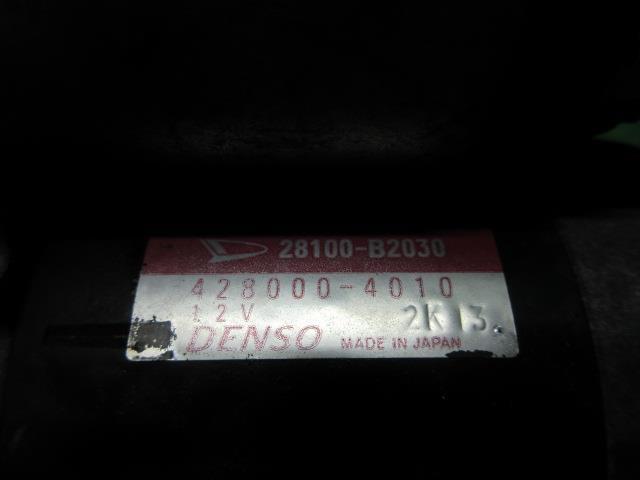 28100-B2030
428000-4010
12V 2K13.
DENSO MADE IN JAPAN